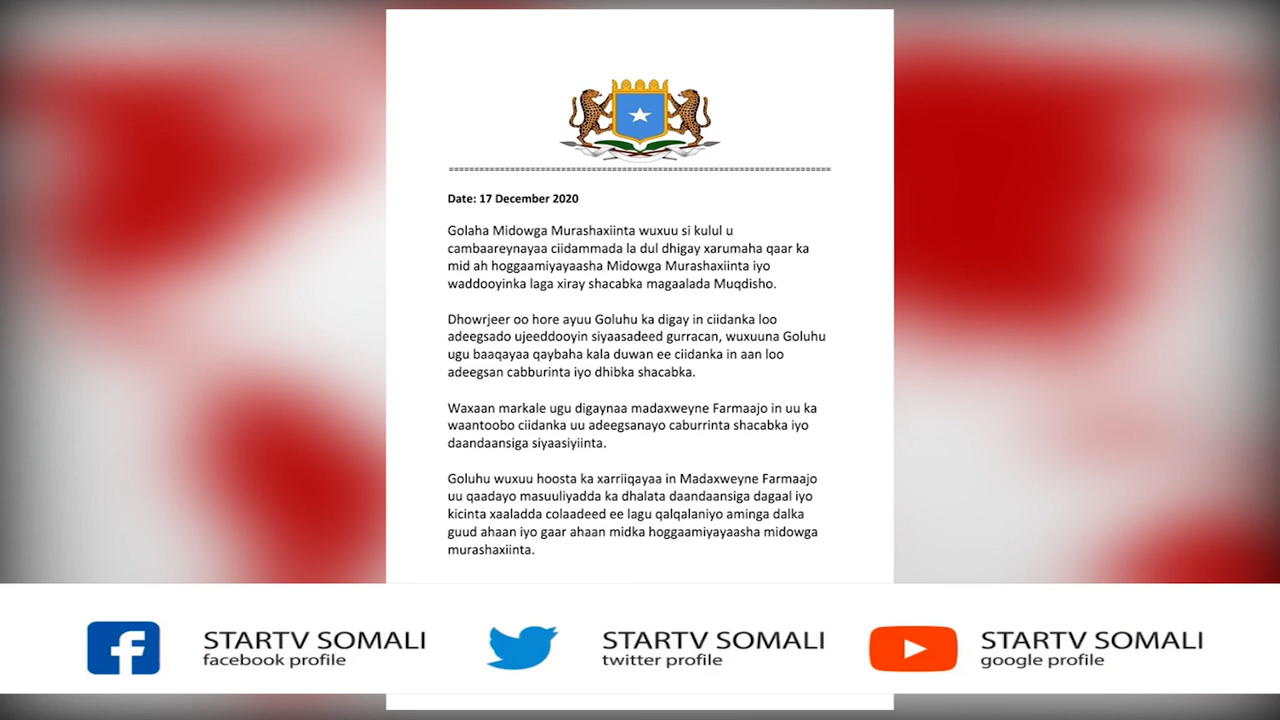 ================================================================================
Date: 17 December 2020
Golaha Midowga Murashaxiinta wuxuu si kulul u
cambaareynayaa ciidammada la dul dhigay xarumaha qaar ka
mid ah hoggaamiyayaasha Midowga Murashaxiinta iyo
waddooyinka laga xiray shacabka magaalada Muqdisho.
Dhowrjeer oo hore ayuu Goluhu ka digay in ciidanka loo
adeegsado ujeeddooyin siyaasadeed gurracan, wuxuuna Goluhu
ugu baaqayaa qaybaha kala duwan ee ciidanka in aan loo
adeegsan cabburinta iyo dhibka shacabka.
Waxaan markale ugu digaynaa madaxweyne Farmaajo in uu ka
waantoobo ciidanka uu adeegsanayo caburrinta shacabka iyo
daandaansiga siyaasiyiinta.
Goluhu wuxuu hoosta ka xarriiqayaa in Madaxweyne Farmaajo
uu qaadayo masuuliyadda ka dhalata daandaansiga dagaal iyo
kicinta xaaladda colaadeed ee lagu qalqalaniyo aminga dalka
guud ahaan iyo gaar ahaan midka hoggaamiyayaasha midowga
murashaxiinta.
STARTV SOMALI
facebook profile
STARTV SOMALI
twitter profile
STARTV SOMALI
google profile